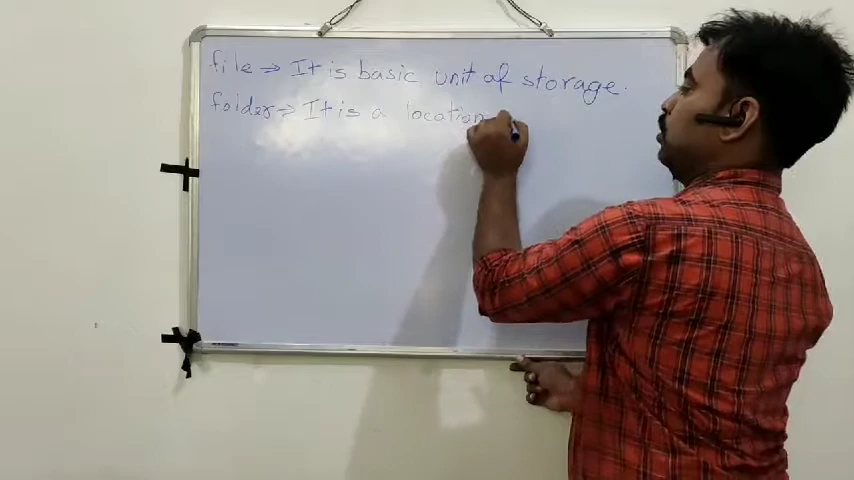 file ⇒ It is basic unit of storage.
folder ⇒ It is a location